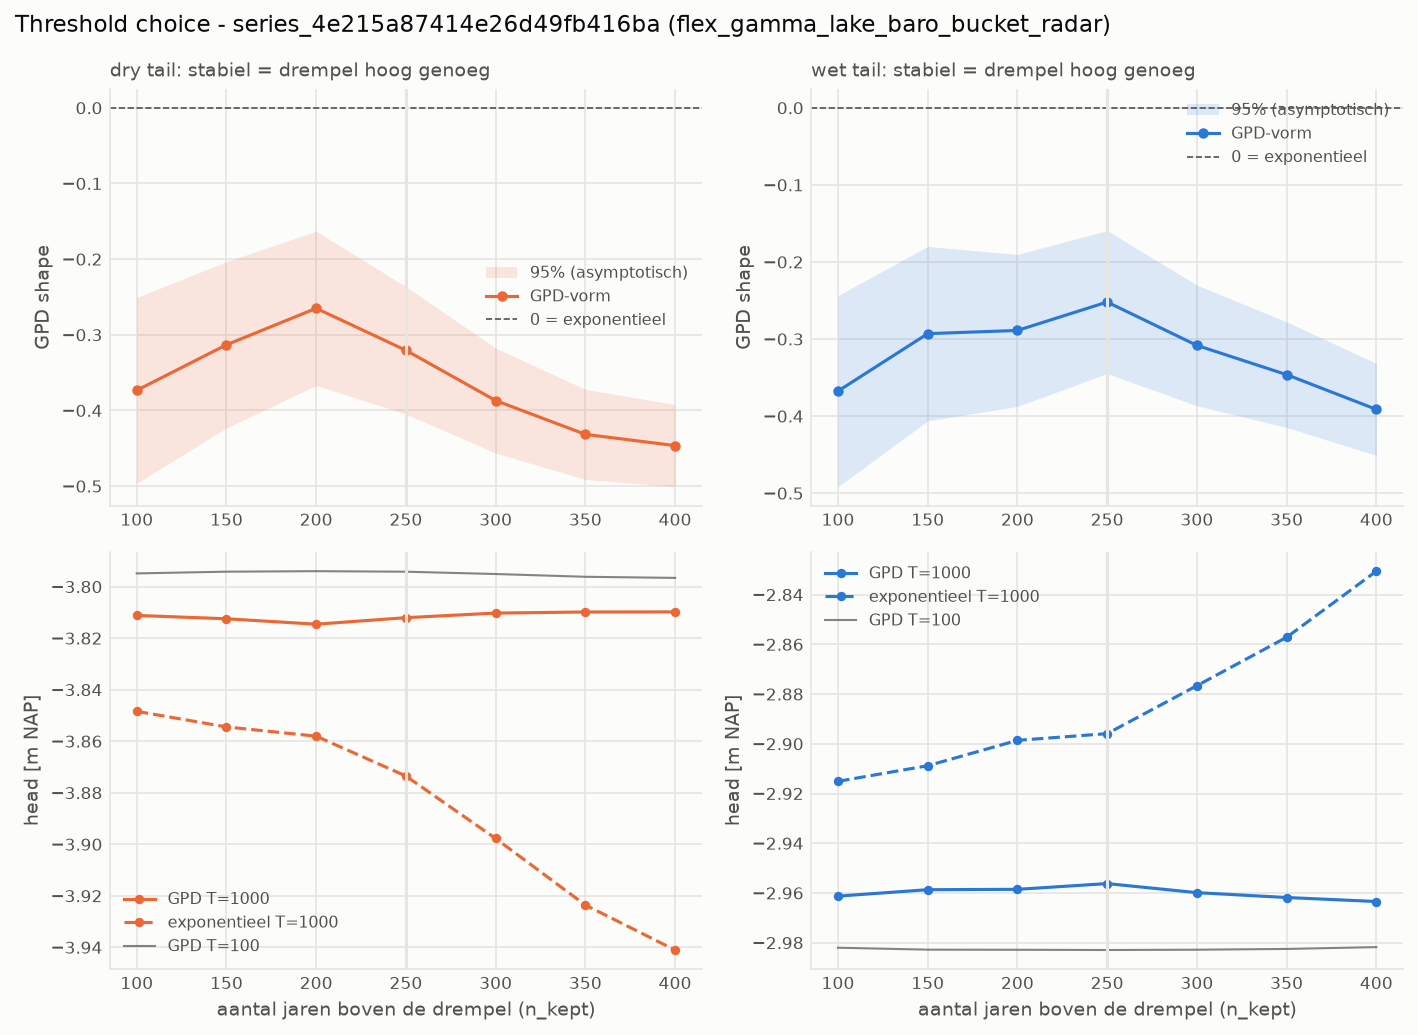 Threshold choice - series_4e215a87414e26d49fb416ba (flex_gamma_lake_baro_bucket_radar)
dry tail: stabiel = drempel hoog genoeg
GPD shape
0.0
−0.1
−0.2
−0.3
−0.4
−0.5
95% (asymptotisch)
GPD-vorm
0 = exponentieel
100 150 200 250 300 350 400
wet tail: stabiel = drempel hoog genoeg
GPD shape
0.0
−0.1
−0.2
−0.3
−0.4
−0.5
95% (asymptotisch)
GPD-vorm
0 = exponentieel
100 150 200 250 300 350 400
head [m NAP]
−3.80
−3.82
−3.84
−3.86
−3.88
−3.90
−3.92
−3.94
GPD T=1000
exponentieel T=1000
GPD T=100
100 150 200 250 300 350 400
aantal jaren boven de drempel (n_kept)
head [m NAP]
−2.84
−2.86
−2.88
−2.90
−2.92
−2.94
−2.96
−2.98
GPD T=1000
exponentieel T=1000
GPD T=100
100 150 200 250 300 350 400
aantal jaren boven de drempel (n_kept)